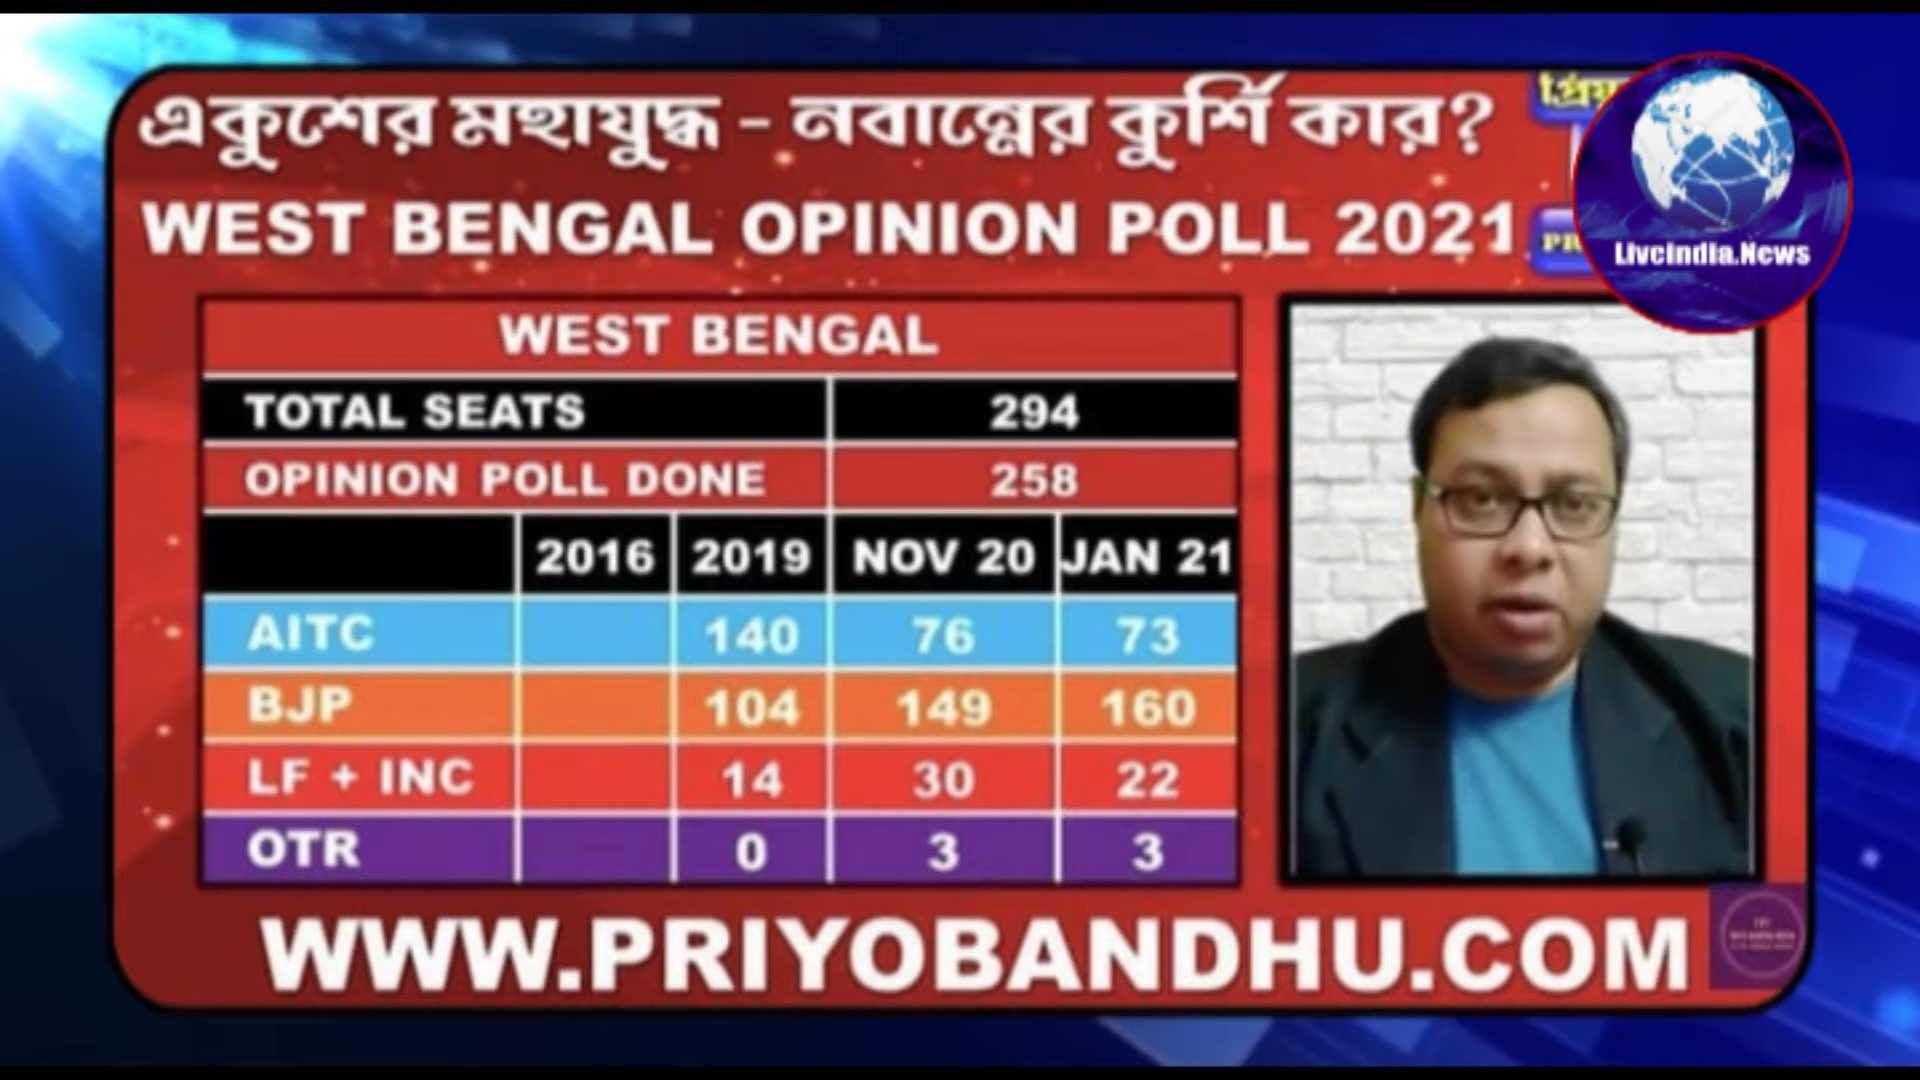 একুশের মহাযুদ্ধ - নবান্নের কুর্শি কার?
WEST BENGAL OPINION POLL 2021
LiveIndia.News
WEST BENGAL
TOTAL SEATS 294
OPINION POLL DONE 258
2016 2019 NOV 20 JAN 21
AITC 140 76 73
BJP 104 149 160
LF + INC 14 30 22
OTR 0 3 3
WWW.PRIYOBANDHU.COM